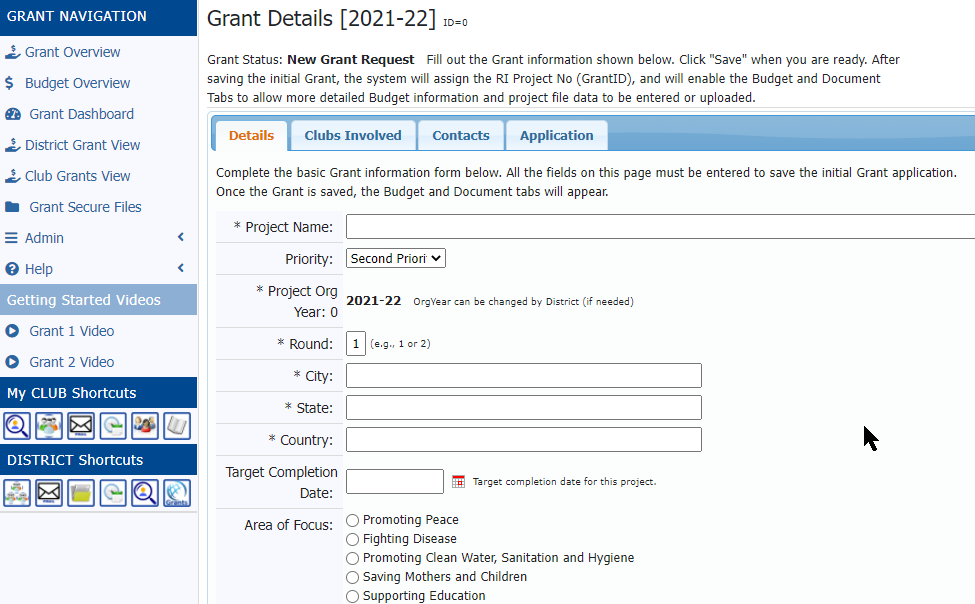 GRANT NAVIGATION
Grant Overview
Budget Overview
Grant Dashboard
District Grant View
Club Grants View
Grant Secure Files
Admin
Help
Getting Started Videos
Grant 1 Video
Grant 2 Video
My CLUB Shortcuts
DISTRICT Shortcuts
Grants
Grant Details [2021-22] ID=0
Grant Status: New Grant Request Fill out the Grant information shown below. Click "Save" when you are ready. After
saving the initial Grant, the system will assign the RI Project No (GrantID), and will enable the Budget and Document
Tabs to allow more detailed Budget information and project file data to be entered or uploaded.
Details Clubs Involved Contacts Application
Complete the basic Grant information form below. All the fields on this page must be entered to save the initial Grant application.
Once the Grant is saved, the Budget and Document tabs will appear.
* Project Name:
Priority: Second Priori
* Project Org
Year: 0 2021-22 OrgYear can be changed by District (if needed)
* Round: 1 (e.g., 1 or 2)
* City:
* State:
* Country:
Target Completion
Date: Target completion date for this project.
Area of Focus: Promoting Peace
Fighting Disease
Promoting Clean Water, Sanitation and Hygiene
Saving Mothers and Children
Supporting Education